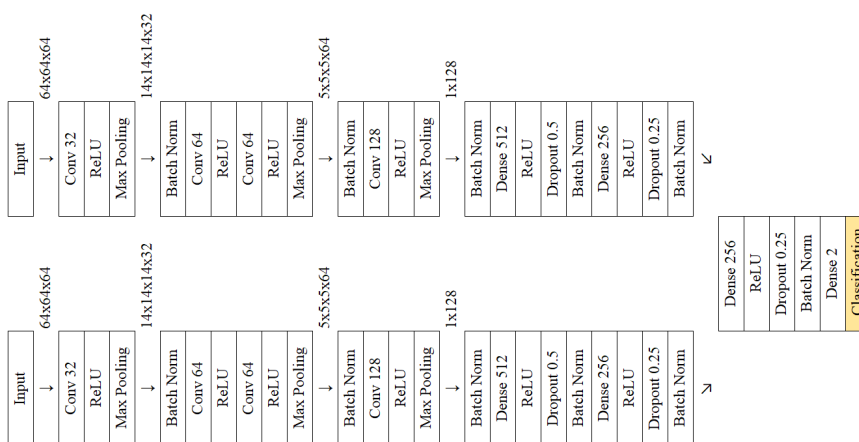 Input
64x64x64
Conv 32
ReLU
Max Pooling
14x14x14x32
Batch Norm
Conv 64
ReLU
Conv 64
ReLU
Max Pooling
5x5x5x64
Batch Norm
Conv 128
ReLU
Max Pooling
1x128
Batch Norm
Dense 512
ReLU
Dropout 0.5
Batch Norm
Dense 256
ReLU
Dropout 0.25
Batch Norm
Input
64x64x64
Conv 32
ReLU
Max Pooling
14x14x14x32
Batch Norm
Conv 64
ReLU
Conv 64
ReLU
Max Pooling
5x5x5x64
Batch Norm
Conv 128
ReLU
Max Pooling
1x128
Batch Norm
Dense 512
ReLU
Dropout 0.5
Batch Norm
Dense 256
ReLU
Dropout 0.25
Batch Norm
Dense 256
ReLU
Dropout 0.25
Batch Norm
Dense 2
Classification